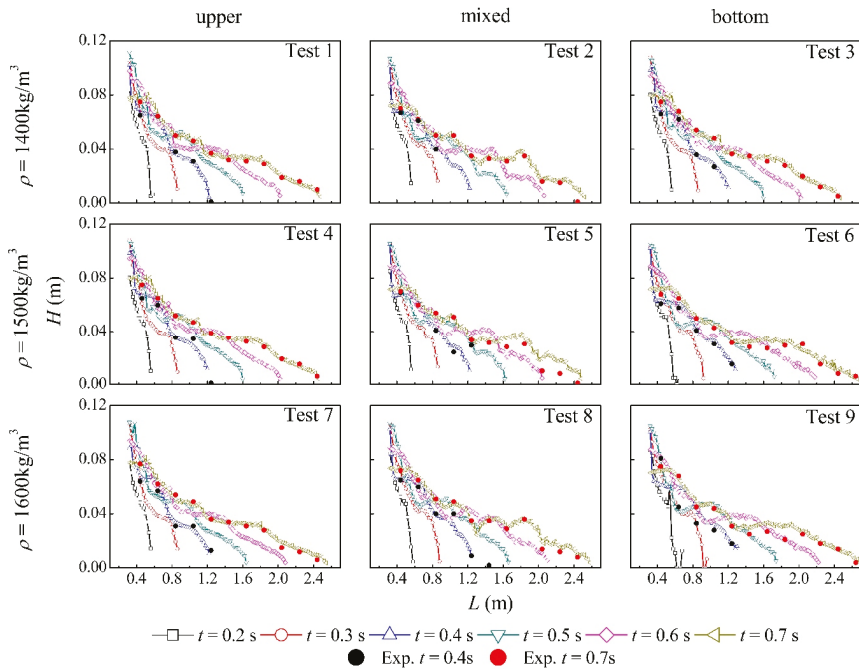 upper mixed bottom
0.12 Test 1 Test 2 Test 3
0.08
0.04
0.00
ρ = 1400kg/m³
0.12 Test 4 Test 5 Test 6
0.08
0.04
0.00
ρ = 1500kg/m³
H (m)
0.12 Test 7 Test 8 Test 9
0.08
0.04
0.00
ρ = 1600kg/m³
0.4 0.8 1.2 1.6 2.0 2.4 0.4 0.8 1.2 1.6 2.0 2.4 0.4 0.8 1.2 1.6 2.0 2.4
L (m)
t = 0.2 s t = 0.3 s t = 0.4 s t = 0.5 s t = 0.6 s t = 0.7 s
Exp. t = 0.4s Exp. t = 0.7s